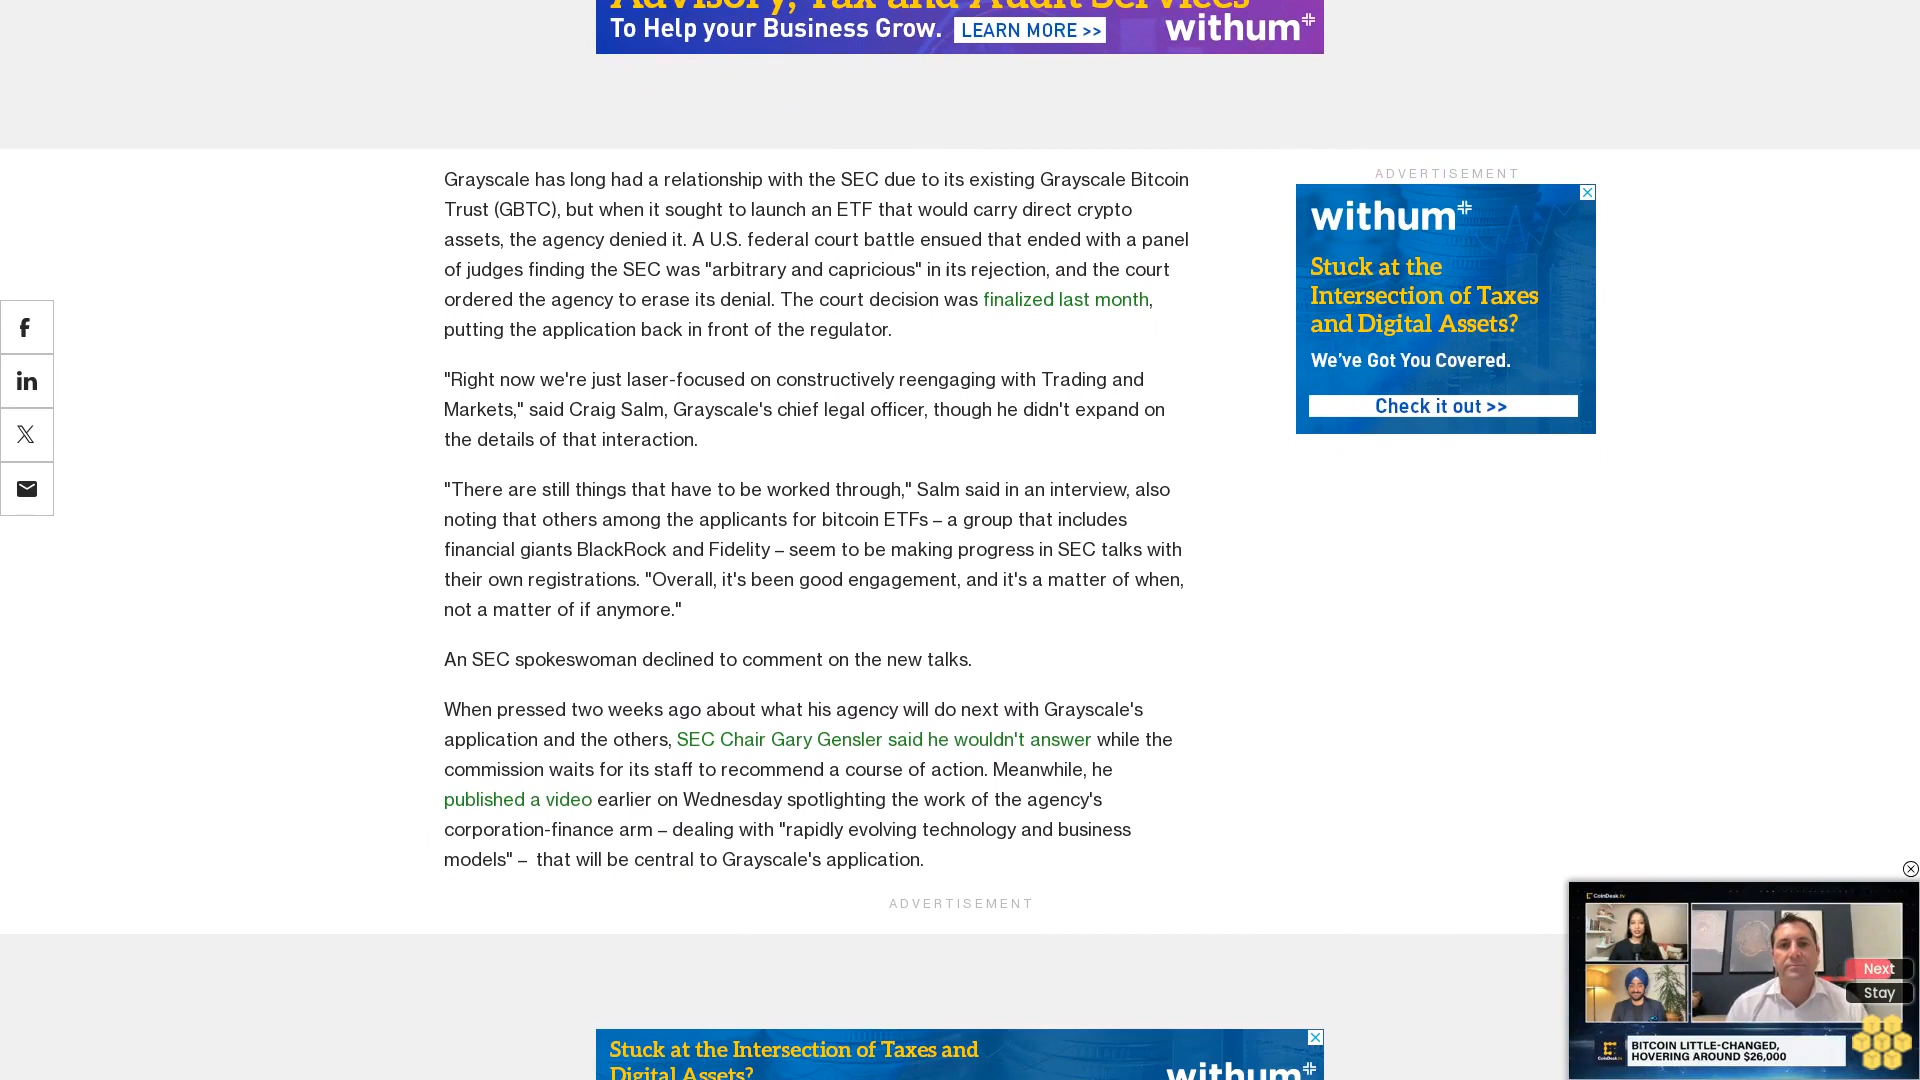 Advisory, Tax and Audit Services
To Help your Business Grow.
LEARN MORE >>
withum
Grayscale has long had a relationship with the SEC due to its existing Grayscale Bitcoin
Trust (GBTC), but when it sought to launch an ETF that would carry direct crypto
assets, the agency denied it. A U.S. federal court battle ensued that ended with a panel
of judges finding the SEC was "arbitrary and capricious" in its rejection, and the court
ordered the agency to erase its denial. The court decision was finalized last month,
putting the application back in front of the regulator.
"Right now we're just laser-focused on constructively reengaging with Trading and
Markets," said Craig Salm, Grayscale's chief legal officer, though he didn't expand on
the details of that interaction.
"There are still things that have to be worked through," Salm said in an interview, also
noting that others among the applicants for bitcoin ETFs – a group that includes
financial giants BlackRock and Fidelity – seem to be making progress in SEC talks with
their own registrations. "Overall, it's been good engagement, and it's a matter of when,
not a matter of if anymore."
An SEC spokeswoman declined to comment on the new talks.
When pressed two weeks ago about what his agency will do next with Grayscale's
application and the others, SEC Chair Gary Gensler said he wouldn't answer while the
commission waits for its staff to recommend a course of action. Meanwhile, he
published a video earlier on Wednesday spotlighting the work of the agency's
corporation-finance arm – dealing with "rapidly evolving technology and business
models" – that will be central to Grayscale's application.
ADVERTISEMENT
withum
Stuck at the
Intersection of Taxes
and Digital Assets?
We've Got You Covered.
Check it out >>
ADVERTISEMENT
Stuck at the Intersection of Taxes and
Digital Assets?
withum
CoinDesk.tv
Next
Stay
CoinDesk.tv
BITCOIN LITTLE-CHANGED,
HOVERING AROUND $26,000